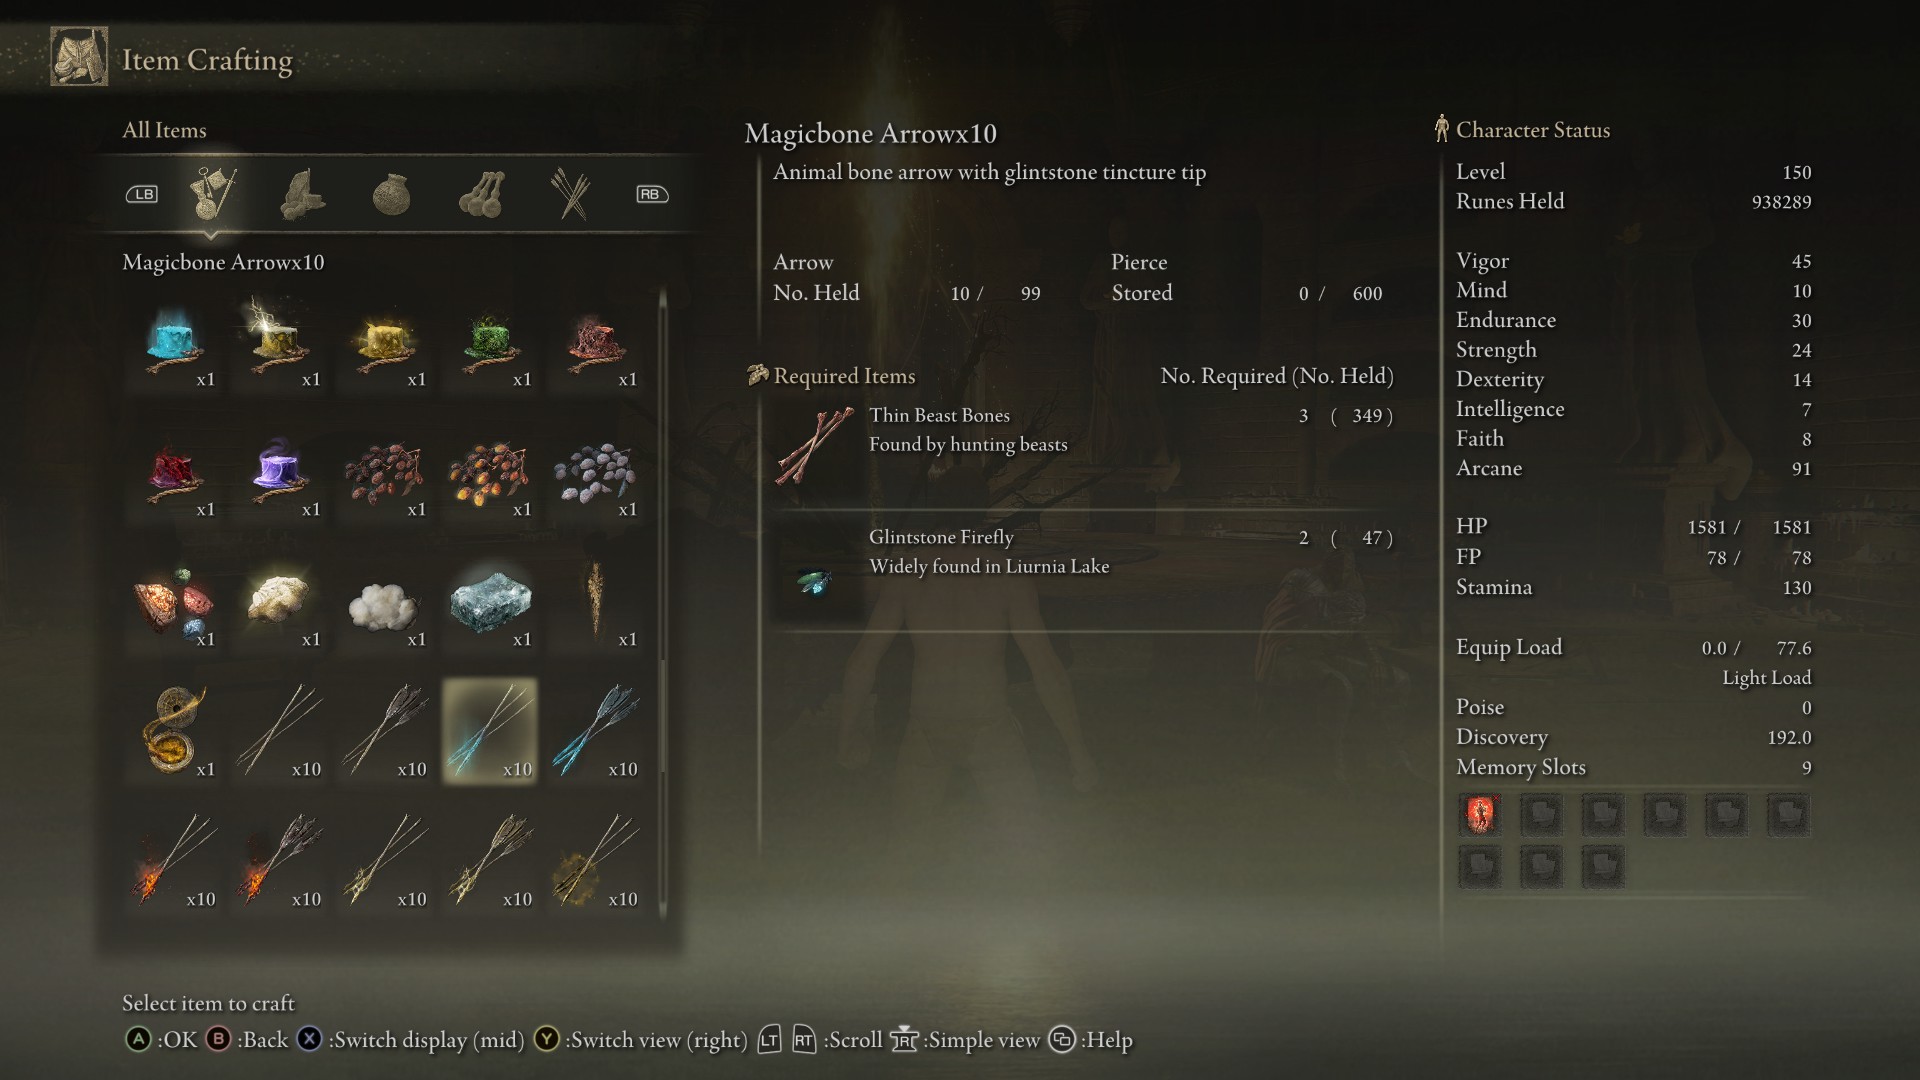 Item Crafting
All Items
LB
RB
Magicbone Arrowx10
x1 x1 x1 x1 x1
x1 x1 x1 x1 x1
x1 x1 x1 x1 x1
x1 x10 x10 x10 x10
x10 x10 x10 x10 x10
Magicbone Arrowx10
Animal bone arrow with glintstone tincture tip
Arrow Pierce
No. Held 10 / 99 Stored 0 / 600
Required Items No. Required (No. Held)
Thin Beast Bones 3 ( 349 )
Found by hunting beasts
Glintstone Firefly 2 ( 47 )
Widely found in Liurnia Lake
Character Status
Level 150
Runes Held 938289
Vigor 45
Mind 10
Endurance 30
Strength 24
Dexterity 14
Intelligence 7
Faith 8
Arcane 91
HP 1581 / 1581
FP 78 / 78
Stamina 130
Equip Load 0.0 / 77.6
Light Load
Poise 0
Discovery 192.0
Memory Slots 9
Select item to craft
A :OK B :Back X :Switch display (mid) Y :Switch view (right) LT RT :Scroll R :Simple view :Help